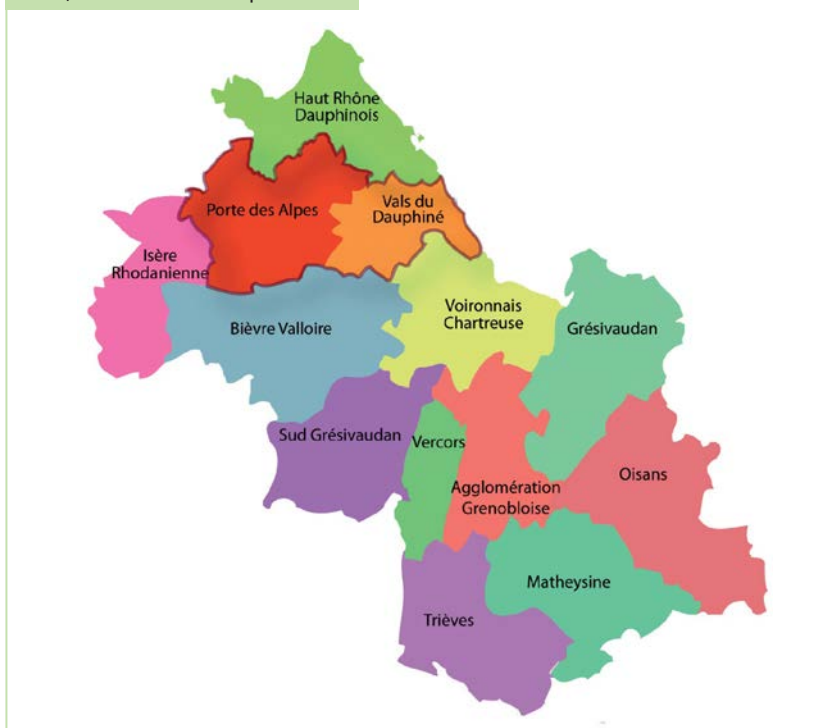 Haut Rhône
Dauphinois
Porte des Alpes
Vals du
Dauphiné
Isère
Rhodanienne
Bièvre Valloire
Voironnais
Chartreuse
Grésivaudan
Sud Grésivaudan
Vercors
Agglomération
Grenobloise
Oisans
Matheysine
Trièves